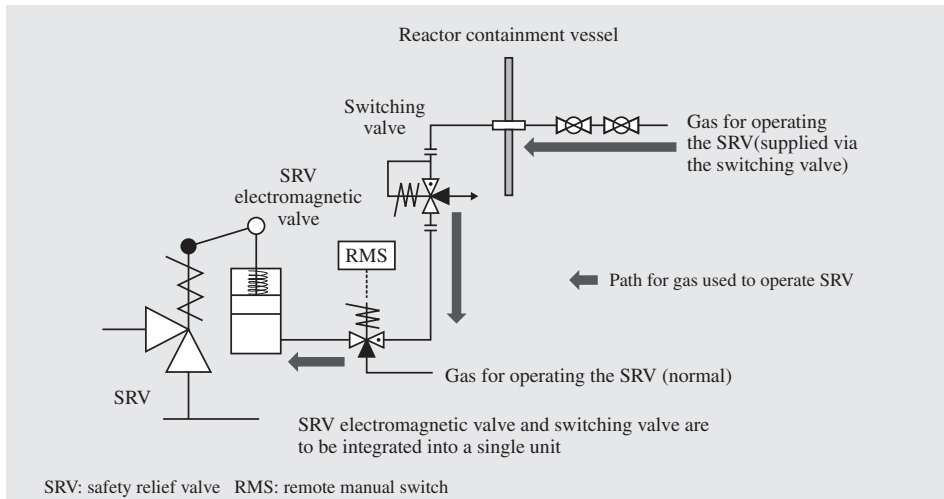 Reactor containment vessel
Switching
valve
Gas for operating
the SRV(supplied via
the switching valve)
SRV
electromagnetic
valve
RMS
Path for gas used to operate SRV
Gas for operating the SRV (normal)
SRV
SRV electromagnetic valve and switching valve are
to be integrated into a single unit
SRV: safety relief valve RMS: remote manual switch